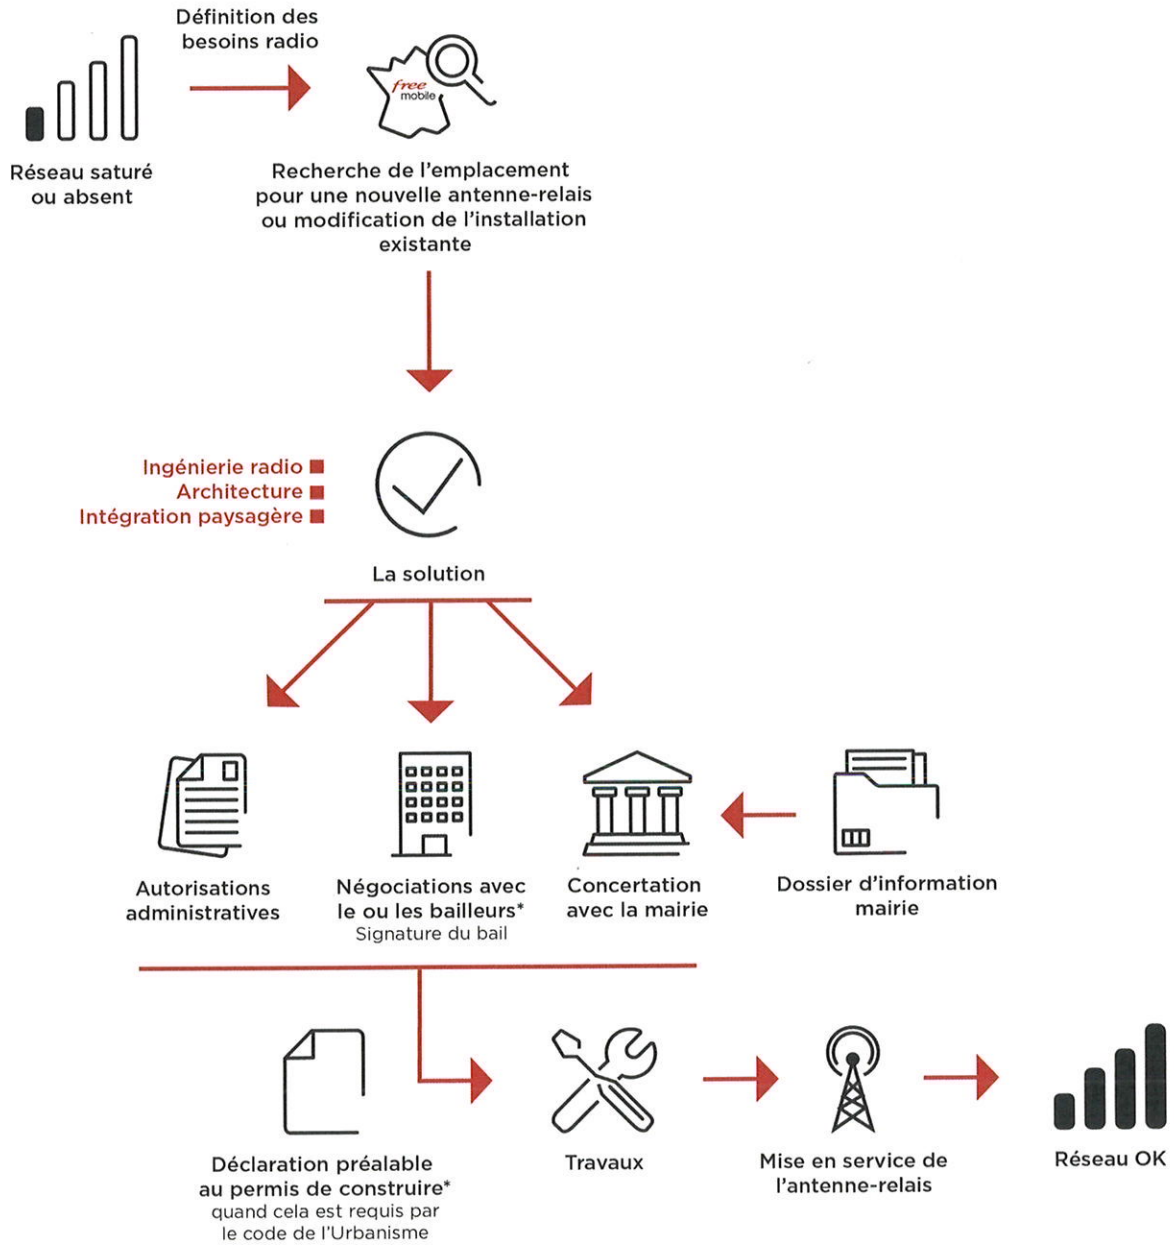 Définition des
besoins radio
Réseau saturé
ou absent
free
mobile
Recherche de l'emplacement
pour une nouvelle antenne-relais
ou modification de l'installation
existante
Ingénierie radio
Architecture
Intégration paysagère
La solution
Autorisations
administratives
Négociations avec
le ou les bailleurs*
Signature du bail
Concertation
avec la mairie
Dossier d'information
mairie
Déclaration préalable
au permis de construire*
quand cela est requis par
le code de l'Urbanisme
Travaux
Mise en service de
l'antenne-relais
Réseau OK